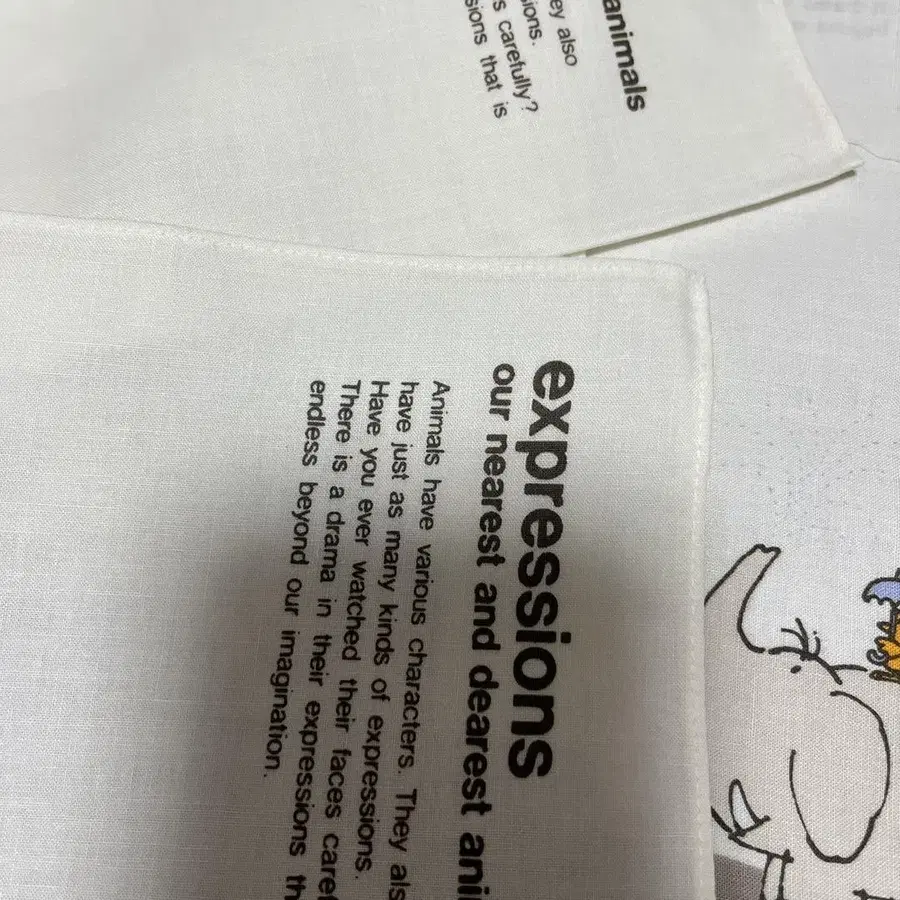 animals
ey also
ions.
s carefully?
sions that is
expressions
our nearest and dearest ani
Animals have various characters. They als
have just as many kinds of expressions.
Have you ever watched their faces caref
There is a drama in their expressions th
endless beyond our imagination.